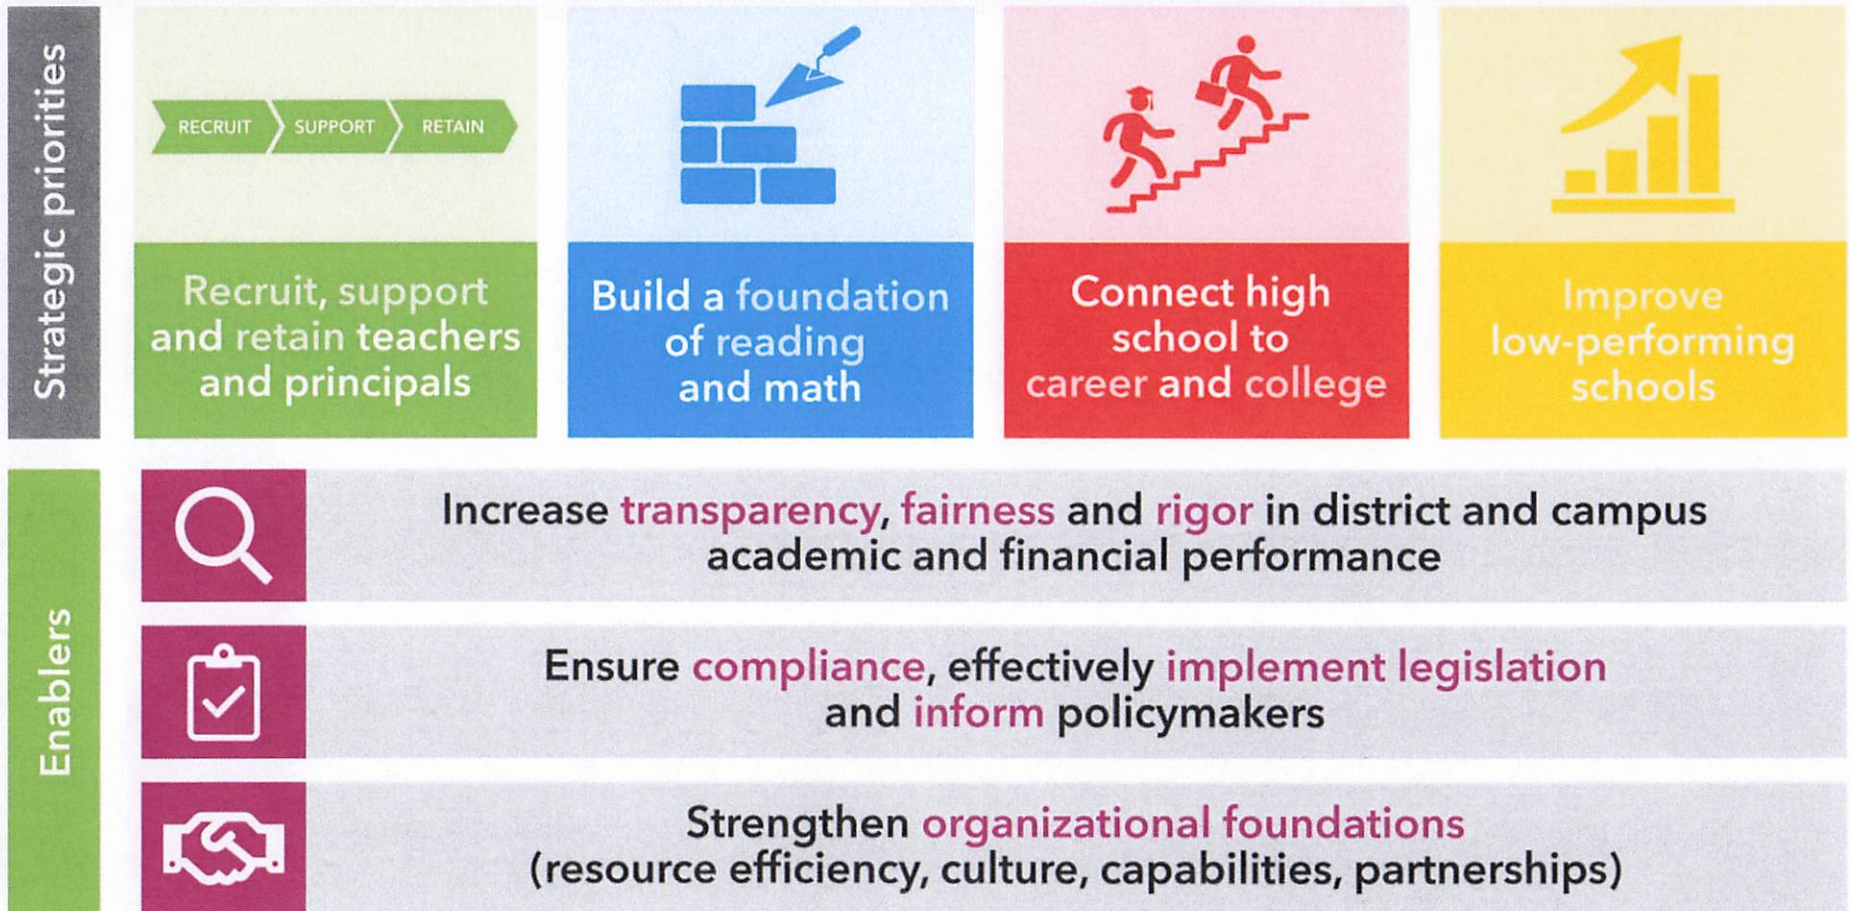 Strategic priorities
RECRUIT SUPPORT RETAIN
Recruit, support
and retain teachers
and principals
Build a foundation
of reading
and math
Connect high
school to
career and college
Improve
low-performing
schools
Enablers
Increase transparency, fairness and rigor in district and campus
academic and financial performance
Ensure compliance, effectively implement legislation
and inform policymakers
Strengthen organizational foundations
(resource efficiency, culture, capabilities, partnerships)